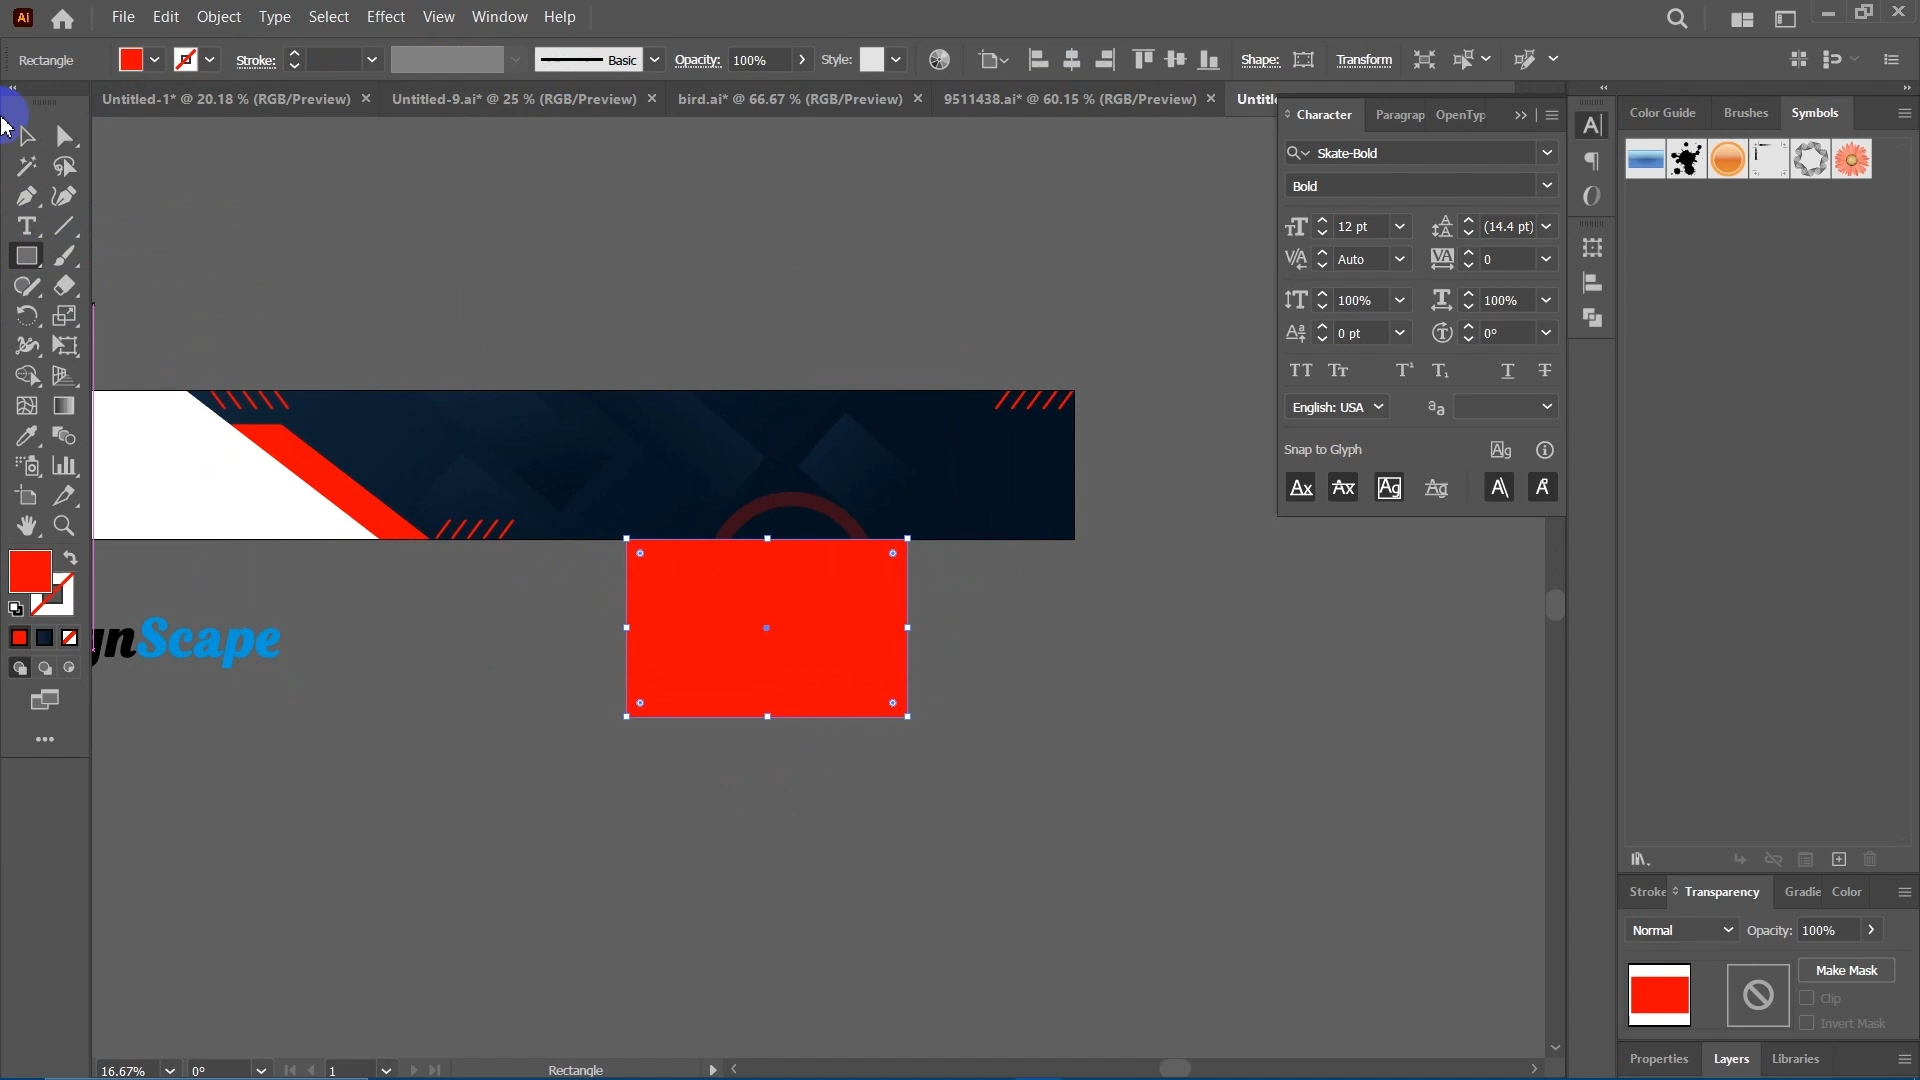 Ai File Edit Object Type Select Effect View Window Help
Rectangle Stroke: Basic Opacity: 100% Style: Shape: Transform
Untitled-1* @ 20.18 % (RGB/Preview) × Untitled-9.ai* @ 25 % (RGB/Preview) × bird.ai* @ 66.67 % (RGB/Preview) × 9511438.ai* @ 60.15 % (RGB/Preview) × Untitle
Character Paragrap OpenTyp
Skate-Bold
Bold
12 pt (14.4 pt)
Auto 0
100% 100%
0 pt 0°
English: USA
Snap to Glyph
Color Guide Brushes Symbols
gnScape
Stroke Transparency Gradie Color
Normal Opacity: 100%
Make Mask
Clip
Invert Mask
Properties Layers Libraries
16.67% 0° 1 Rectangle